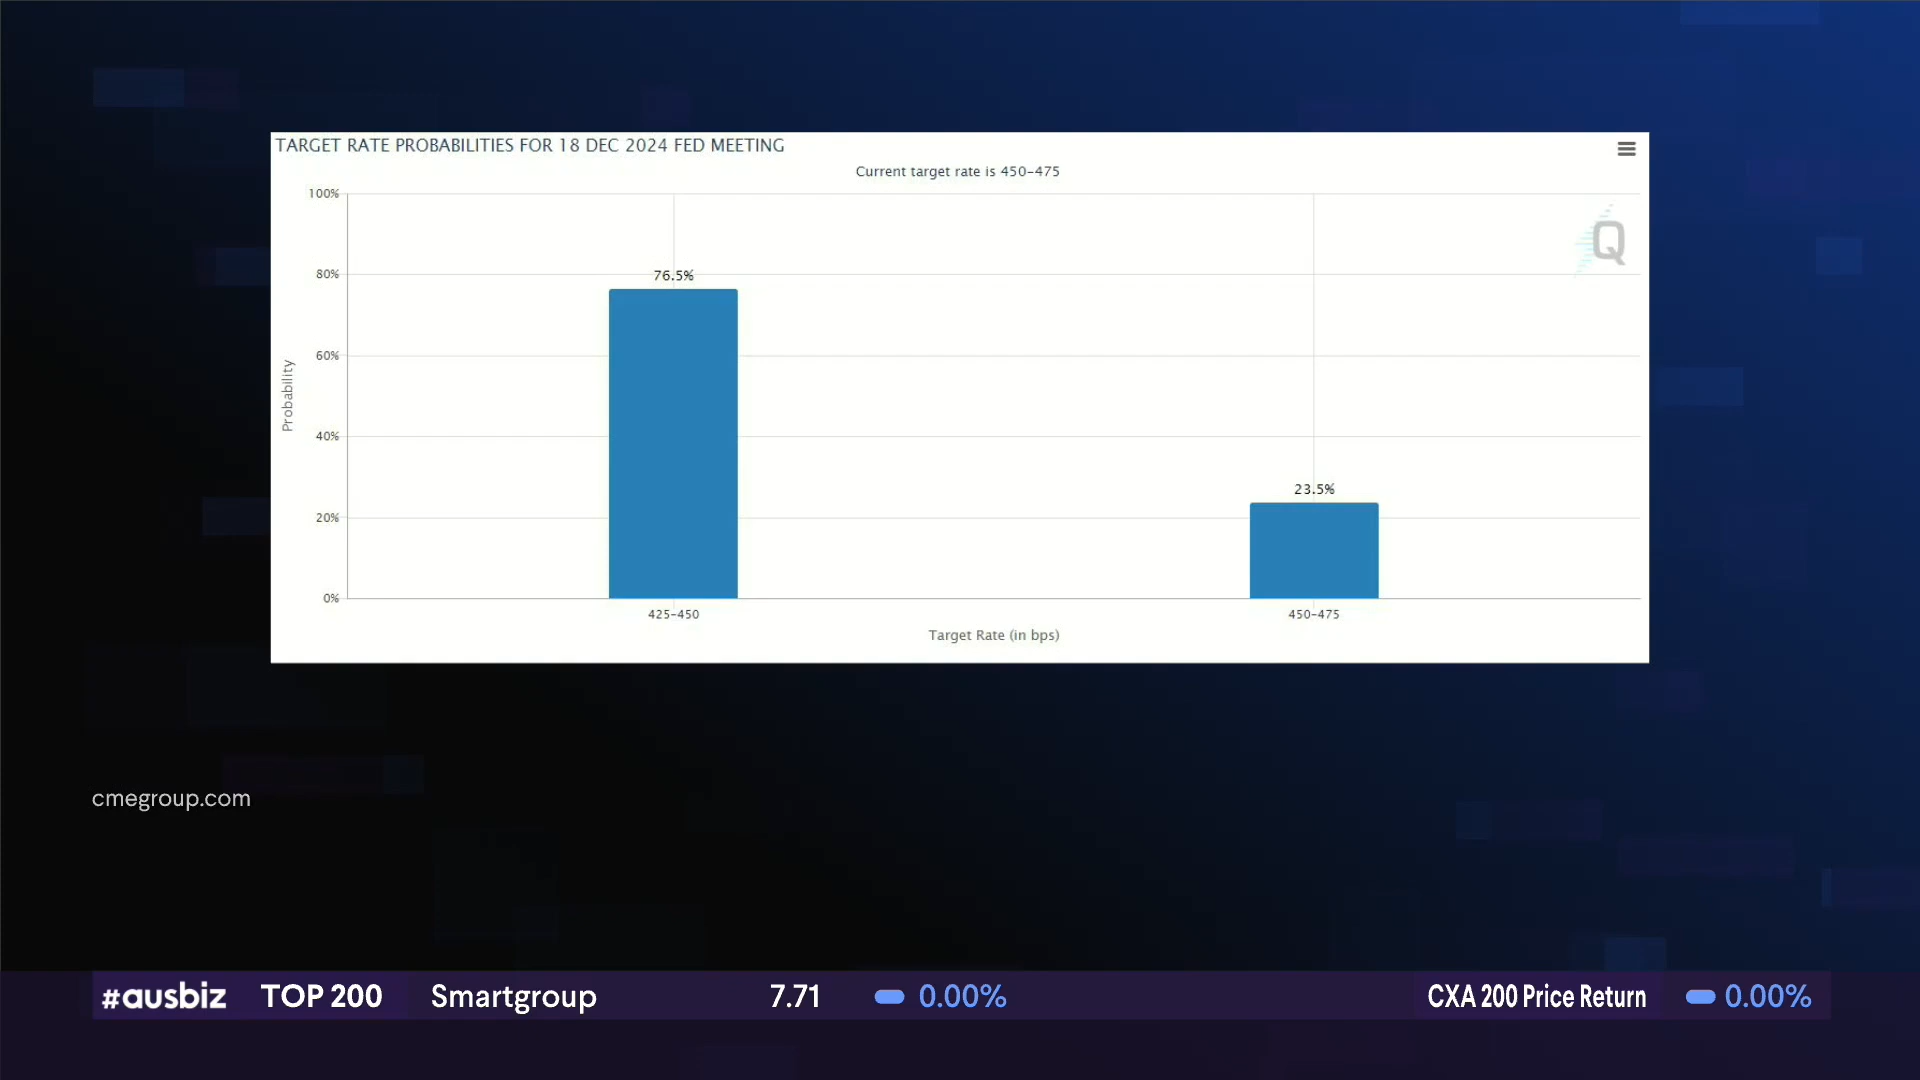 TARGET RATE PROBABILITIES FOR 18 DEC 2024 FED MEETING
Current target rate is 450-475
100%
80%
60%
40%
20%
0%
Probability
76.5%
23.5%
425-450
450-475
Target Rate (in bps)
Q
cmegroup.com
#ausbiz TOP 200 Smartgroup 7.71 0.00% CXA 200 Price Return 0.00%